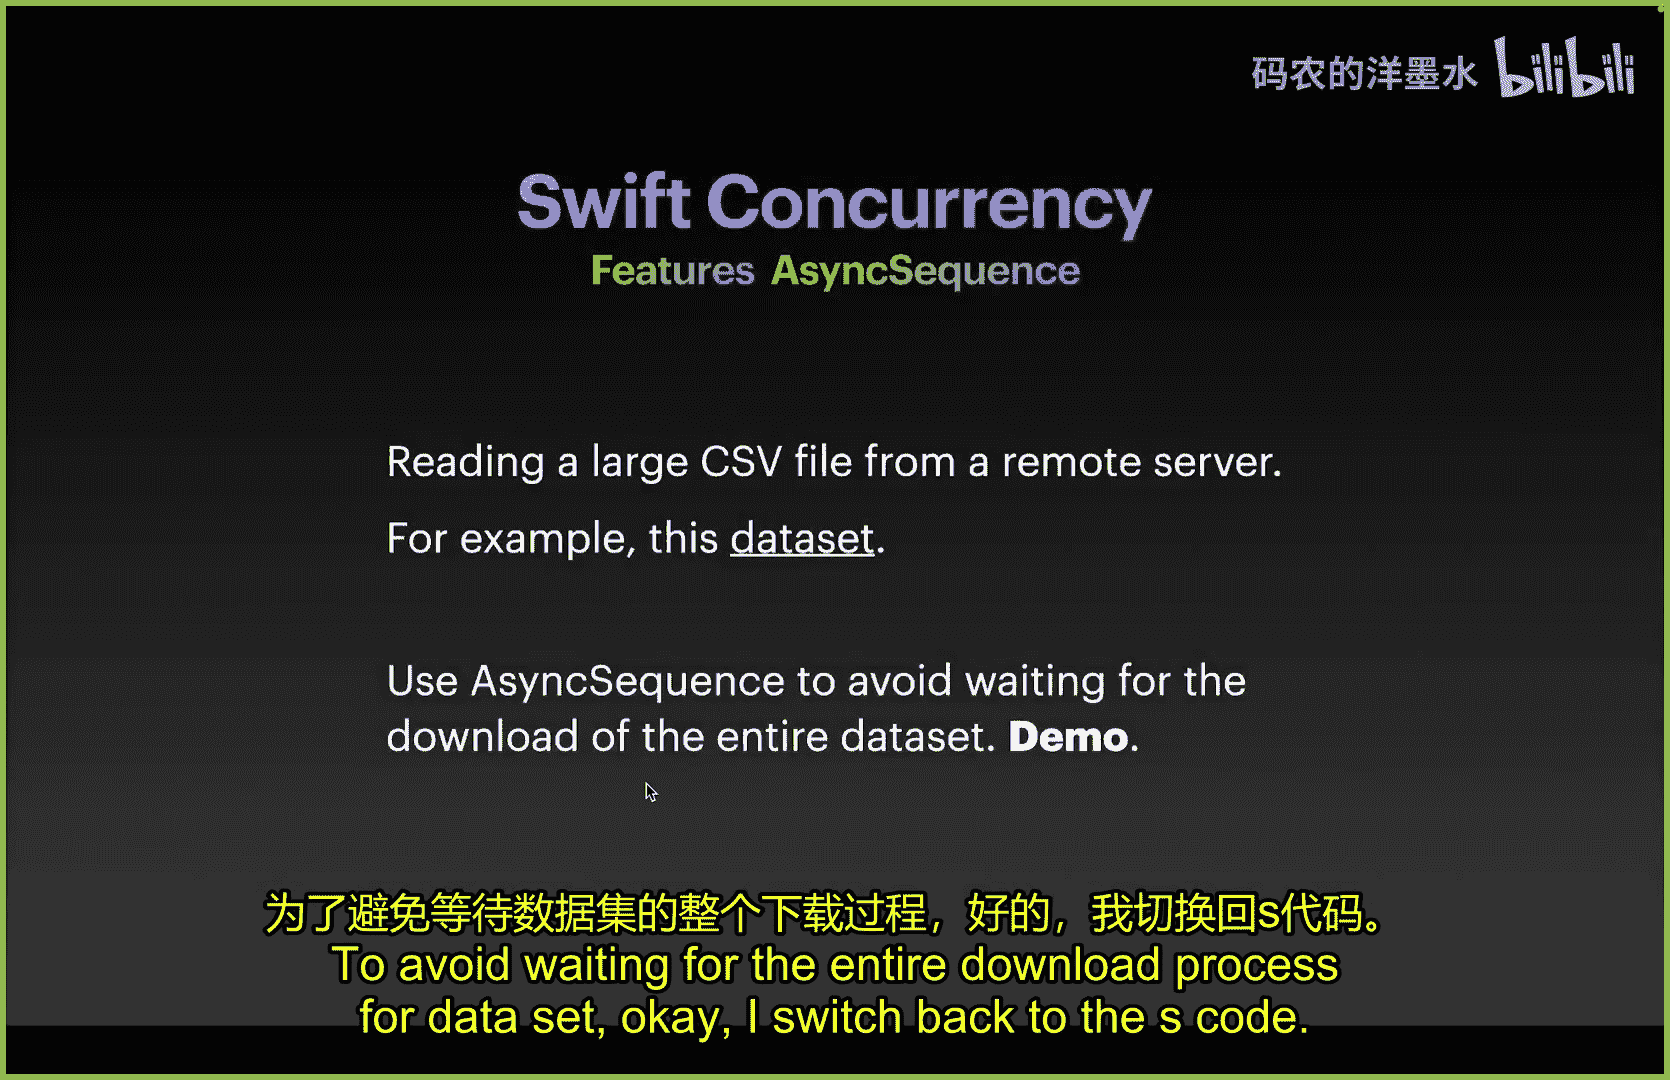 码农的洋墨水 bilibili
Swift Concurrency
Features AsyncSequence
Reading a large CSV file from a remote server.
For example, this dataset.
Use AsyncSequence to avoid waiting for the
download of the entire dataset. Demo.
为了避免等待数据集的整个下载过程，好的，我切换回s代码。
To avoid waiting for the entire download process
for data set, okay, I switch back to the s code.